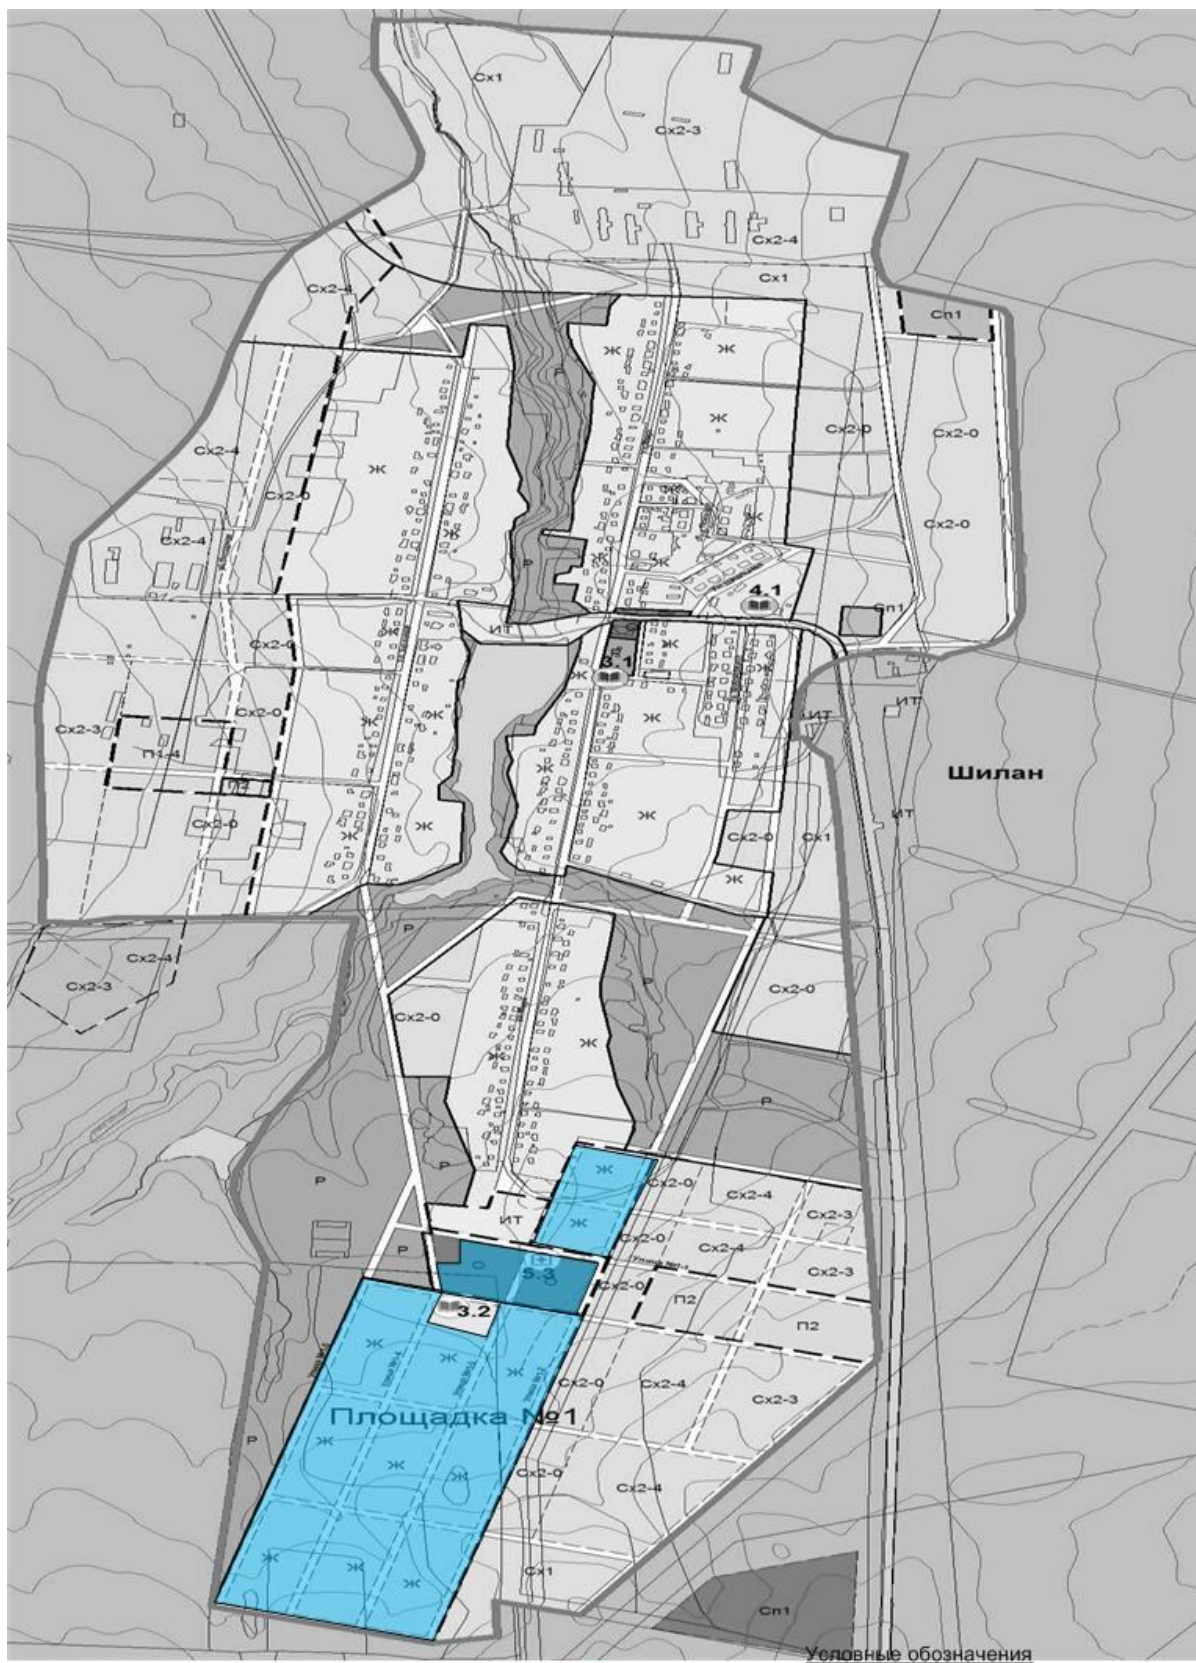 Сх1
Сх2-3
Сх2-4
Сх1
Сх2-4
Сп1
Ж
Ж
Р
Ж
Сх2-0
Сх2-0
Сх2-4
Ж
Сх2-0
Ж
Ж
Сх2-0
Сх2-4
Ж
Ж
Р
Ж
4.1
Сп1
ИТ
Ж
Сх2-0
Ж
Ж
3.1
Ж
Сх2-0
Ж
Ж
Ж
ИТ
ИТ
Сх2-3
П1-4
Шилан
Ж
Сх2-0
Ж
Ж
Ж
ИТ
Сх2-0
Сх1
Ж
Р
Сх2-4
Сх2-3
Р
Сх2-0
Сх2-0
Ж
Ж
Р
Р
Ж
Р
Сх2-0
Сх2-4
Сх2-3
ИТ
Ж
Сх2-0
Сх2-4
Р
О
5.3
О
Сх2-3
Сх2-0
П2
3.2
П2
Ж
Ж
Ж
Сх2-0
Сх2-4
Сх2-3
Площадка №1
Р
Ж
Ж
Ж
Сх2-0
Сх2-4
Ж
Ж
Ж
Сх1
Сп1
Условные обозначения